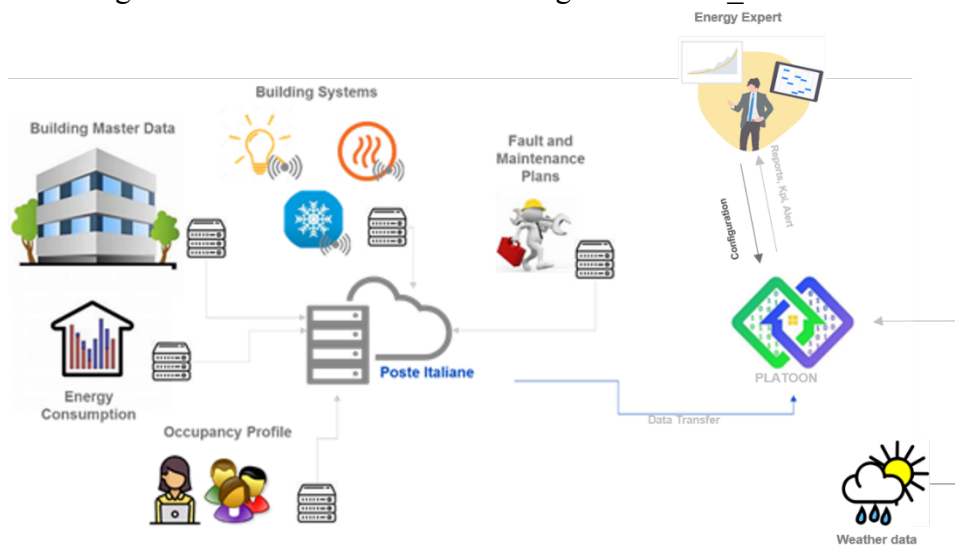 Energy Expert
Building Systems
Building Master Data
Fault and
Maintenance
Plans
Reports, Kpi, Alert
Configuration
Poste Italiane
PLATOON
Energy
Consumption
Data Transfer
Occupancy Profile
Weather data